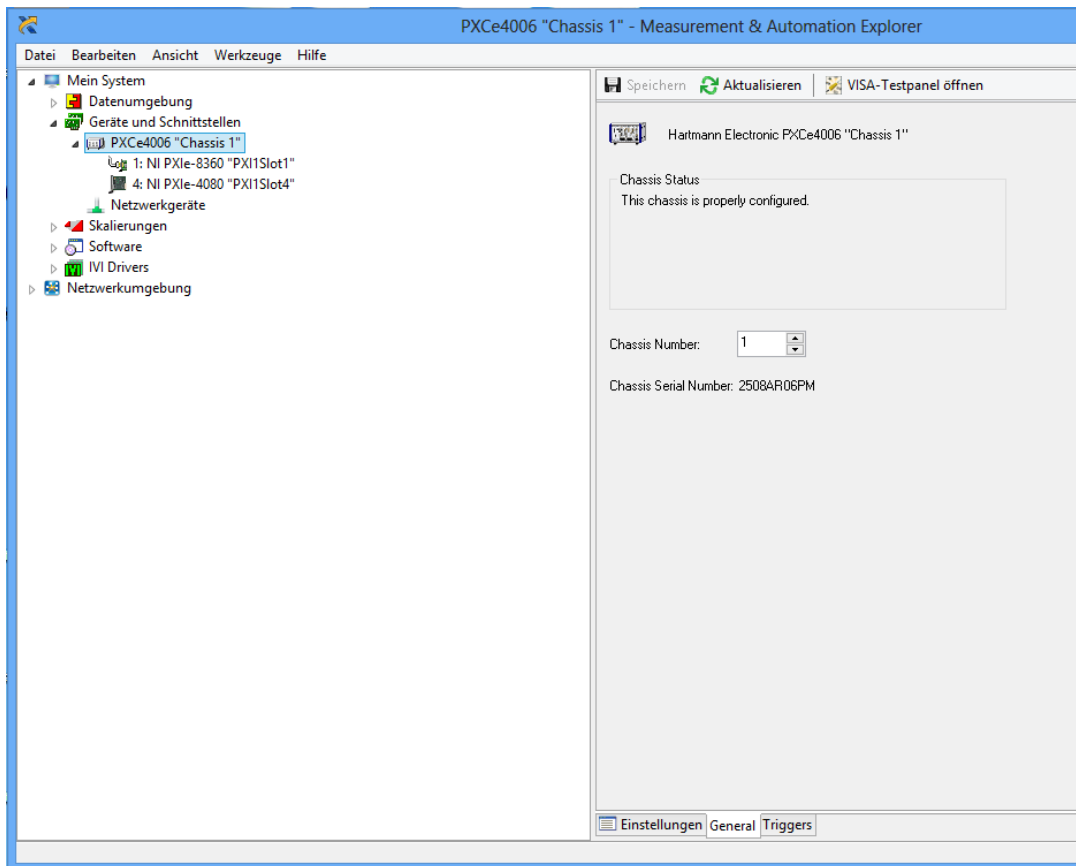 PXCe4006 "Chassis 1" - Measurement & Automation Explorer
Datei Bearbeiten Ansicht Werkzeuge Hilfe
Mein System
Datenumgebung
Geräte und Schnittstellen
PXCe4006 "Chassis 1"
1: NI PXIe-8360 "PXI1Slot1"
4: NI PXIe-4080 "PXI1Slot4"
Netzwerkgeräte
Skalierungen
Software
IVI Drivers
Netzwerkumgebung
Speichern Aktualisieren VISA-Testpanel öffnen
Hartmann Electronic PXCe4006 "Chassis 1"
Chassis Status
This chassis is properly configured.
Chassis Number: 1
Chassis Serial Number: 2508AR06PM
Einstellungen General Triggers